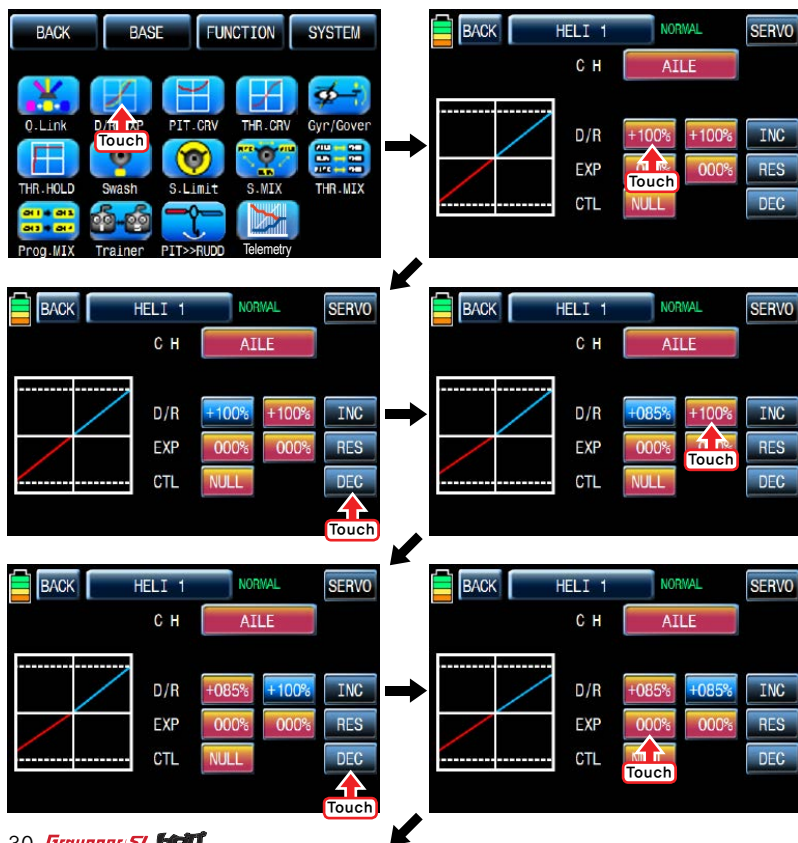 BACK BASE FUNCTION SYSTEM
Q.Link D/R EXP PIT.CRV THR.CRV Gyr/Gover
Touch
THR.HOLD Swash S.Limit S.MIX THR.MIX
Prog.MIX Trainer PIT>>RUDD Telemetry
BACK HELI 1 NORMAL SERVO
C H AILE
D/R +100% +100% INC
EXP 000% RES
Touch
CTL NULL DEC
BACK HELI 1 NORMAL SERVO
C H AILE
D/R +100% +100% INC
EXP 000% 000% RES
CTL NULL DEC
Touch
BACK HELI 1 NORMAL SERVO
C H AILE
D/R +085% +100% INC
EXP 000% RES
Touch
CTL NULL DEC
BACK HELI 1 NORMAL SERVO
C H AILE
D/R +085% +100% INC
EXP 000% 000% RES
CTL NULL DEC
Touch
BACK HELI 1 NORMAL SERVO
C H AILE
D/R +085% +085% INC
EXP 000% 000% RES
CTL DEC
Touch